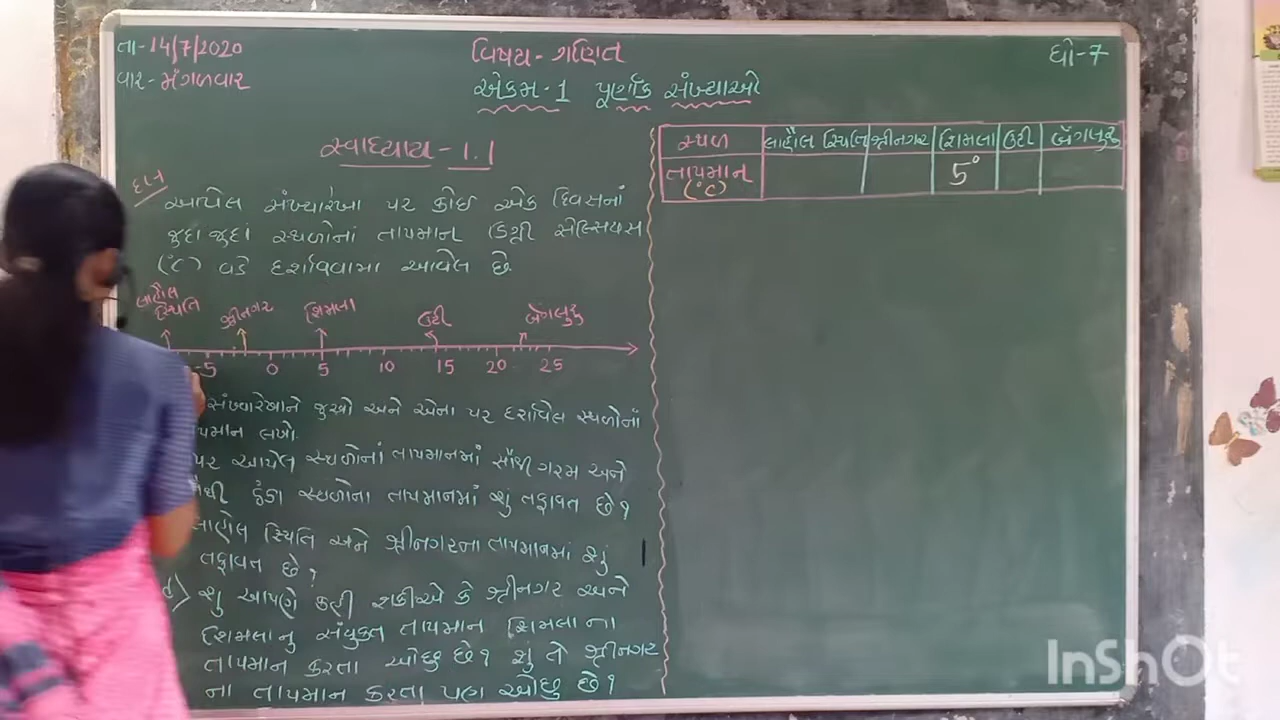 તા-14/7/2020
વાર-મંગળવાર
વિષય-ગણિત
ધો-7
એકમ-1 પૂર્ણાંક સંખ્યાઓ
સ્વાધ્યાય-1.1
આપેલ સંખ્યારેખા પર કોઈ એક દિવસનાં
જુદાં જુદાં સ્થળોનાં તાપમાન ડિગ્રી સેલ્સિયસ
(°C) વડે દર્શાવવામા આવેલ છે.
લાહૌલ સ્થિતિ શ્રીનગર શિમલા ઉટી બેંગલુરુ
-5 0 5 10 15 20 25
સંખ્યારેખાને જુઓ અને એના પર દર્શાવેલ સ્થળોનાં
તાપમાન લખો.
પર આપેલ સ્થળોનાં તાપમાનમાં સૌથી ગરમ અને
ઠંડા સ્થળોના તાપમાનમાં શું તફાવત છે?
લાહોલ સ્થિતિ અને શ્રીનગરના તાપમાનમાં શું
તફાવત છે?
d) શું આપણે કહી શકીએ કે શ્રીનગર અને
શિમલાનુ સંયુક્ત તાપમાન શિમલા ના
તાપમાન કરતા ઓછુ છે? શું તે શ્રીનગર
ના તાપમાન કરતા પણ ઓછુ છે?
સ્થળ લાહૌલ સ્થિતિ શ્રીનગર શિમલા ઉટી બેંગલુરુ
તાપમાન 5°
(°C)
InShOt